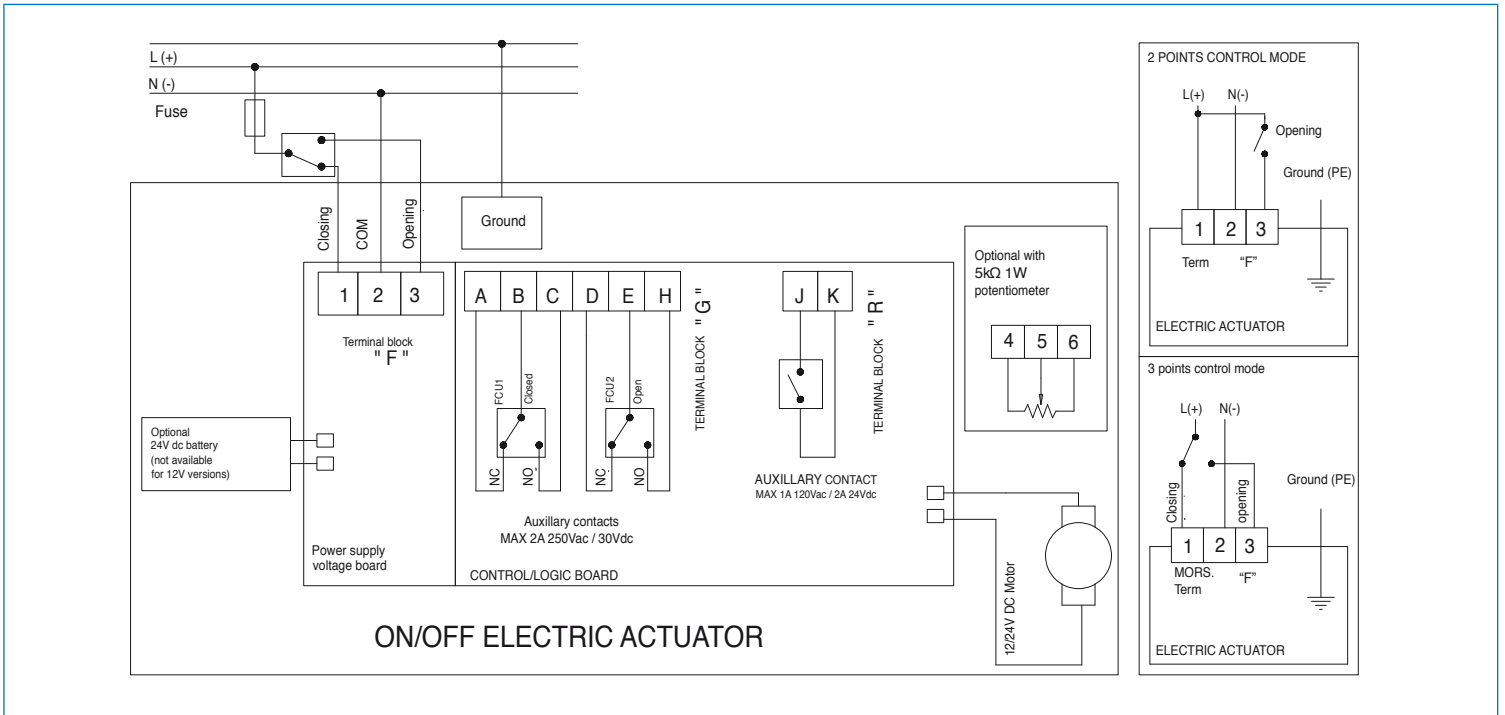 L (+)
N (-)
Fuse
Closing
COM
Opening
Ground
1 2 3
Terminal block
" F "
Optional
24V dc battery
(not available
for 12V versions)
Power supply
voltage board
A B C D E H
TERMINAL BLOCK " G "
FCU1
Closed
FCU2
Open
NC
NO
NC
NO
Auxillary contacts
MAX 2A 250Vac / 30Vdc
CONTROL/LOGIC BOARD
J K
TERMINAL BLOCK " R "
AUXILLARY CONTACT
MAX 1A 120Vac / 2A 24Vdc
Optional with
5kΩ 1W
potentiometer
4 5 6
12/24V DC Motor
ON/OFF ELECTRIC ACTUATOR
2 POINTS CONTROL MODE
L(+) N(-)
Opening
Ground (PE)
1 2 3
Term "F"
ELECTRIC ACTUATOR
3 points control mode
L(+) N(-)
Ground (PE)
Closing
opening
1 2 3
MORS.
Term "F"
ELECTRIC ACTUATOR